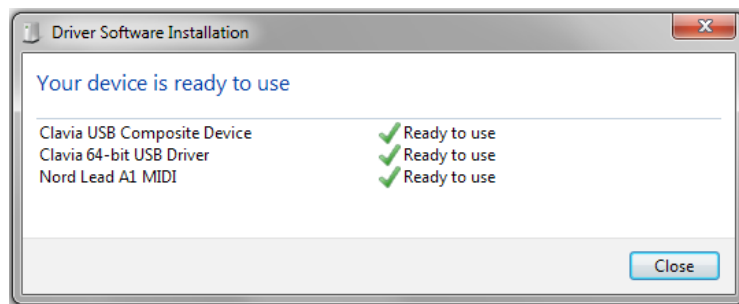 Driver Software Installation
Your device is ready to use
Clavia USB Composite Device Ready to use
Clavia 64-bit USB Driver Ready to use
Nord Lead A1 MIDI Ready to use
Close